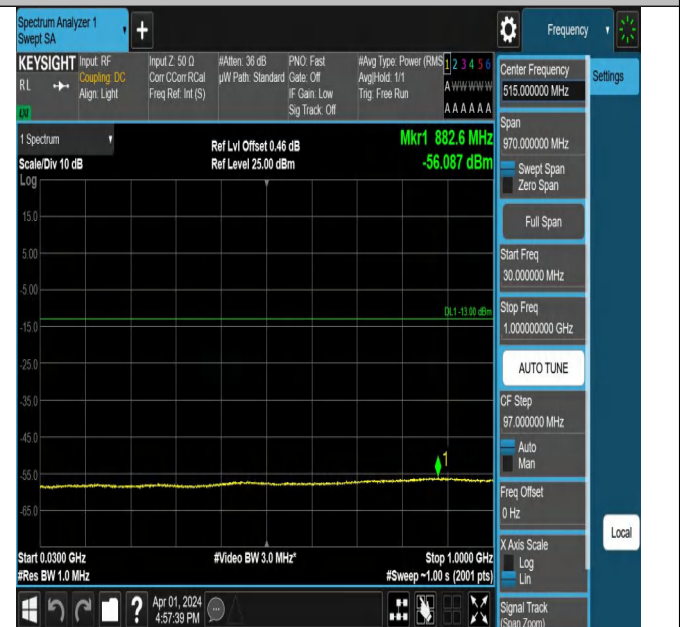 Spectrum Analyzer 1
Swept SA
Frequency
KEYSIGHT
RL
Input: RF
Coupling: DC
Align: Light
Input Z: 50 Ω
Corr CCorr RCal
Freq Ref: Int (S)
#Atten: 36 dB
µW Path: Standard
PNO: Fast
Gate: Off
IF Gain: Low
Sig Track: Off
#Avg Type: Power (RMS
Avg|Hold: 1/1
Trig: Free Run
1 2 3 4 5 6
A W W W W W
A A A A A A
1 Spectrum
Scale/Div 10 dB
Log
Ref Lvl Offset 0.46 dB
Ref Level 25.00 dBm
Mkr1 882.6 MHz
-56.087 dBm
15.0
5.00
-5.00
-15.0
-25.0
-35.0
-45.0
-55.0
-65.0
DL1 -13.00 dBm
1
Start 0.0300 GHz
#Res BW 1.0 MHz
#Video BW 3.0 MHz*
Stop 1.0000 GHz
#Sweep ~1.00 s (2001 pts)
Apr 01, 2024
4:57:39 PM
Center Frequency
515.000000 MHz
Settings
Span
970.000000 MHz
Swept Span
Zero Span
Full Span
Start Freq
30.000000 MHz
Stop Freq
1.000000000 GHz
AUTO TUNE
CF Step
97.000000 MHz
Auto
Man
Freq Offset
0 Hz
X Axis Scale
Log
Lin
Local
Signal Track
(Span Zoom)